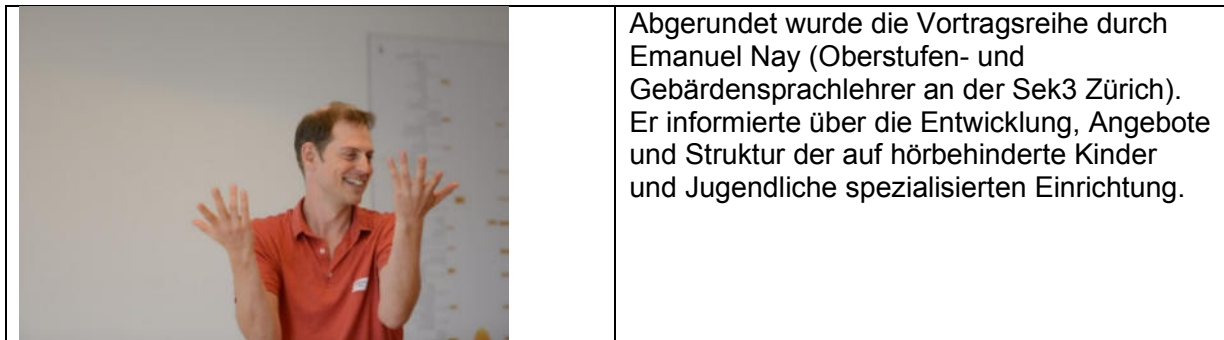 Abgerundet wurde die Vortragsreihe durch
Emanuel Nay (Oberstufen- und
Gebärdensprachlehrer an der Sek3 Zürich).
Er informierte über die Entwicklung, Angebote
und Struktur der auf hörbehinderte Kinder
und Jugendliche spezialisierten Einrichtung.